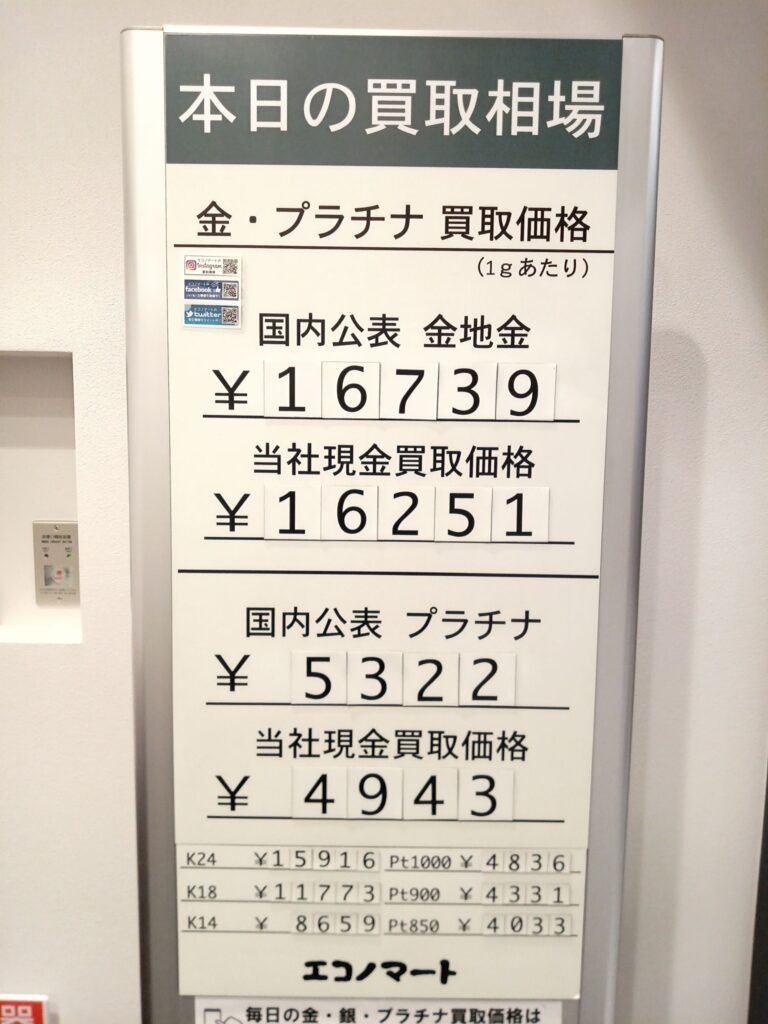 本日の買取相場
金・プラチナ 買取価格
(1gあたり)
Instagram
facebook
twitter
国内公表 金地金
¥16739
当社現金買取価格
¥16251
国内公表 プラチナ
¥ 5322
当社現金買取価格
¥ 4943
K24 ¥15916 Pt1000 ¥ 4836
K18 ¥11773 Pt900 ¥ 4331
K14 ¥ 8659 Pt850 ¥ 4033
エコノマート
毎日の金・銀・プラチナ買取価格は